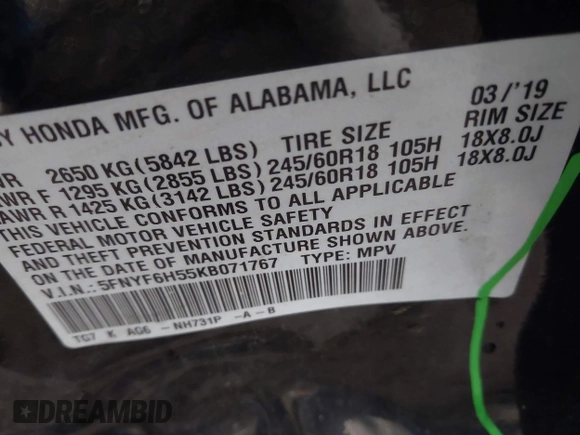 BY HONDA MFG. OF ALABAMA, LLC 03/'19
2650 KG (5842 LBS) TIRE SIZE RIM SIZE
F 1295 KG (2855 LBS) 245/60R18 105H 18X8.0J
AWR R 1425 KG (3142 LBS) 245/60R18 105H 18X8.0J
THIS VEHICLE CONFORMS TO ALL APPLICABLE
FEDERAL MOTOR VEHICLE SAFETY
AND THEFT PREVENTION STANDARDS IN EFFECT
ON THE DATE OF MANUFACTURE SHOWN ABOVE.
V.I.N.: 5FNYF6H55KB071767 TYPE: MPV
TG7 K AG6 -NH731P -A-B
DREAMBID